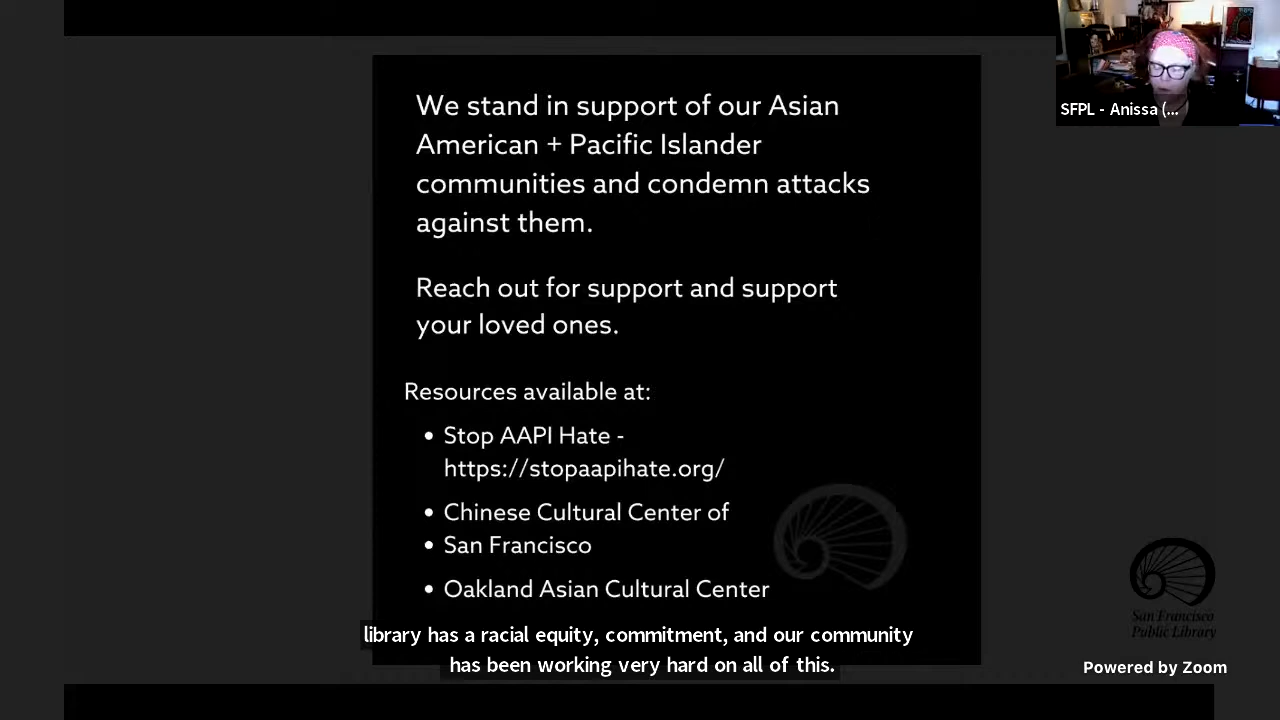 We stand in support of our Asian
American + Pacific Islander
communities and condemn attacks
against them.
Reach out for support and support
your loved ones.
Resources available at:
• Stop AAPI Hate -
https://stopaapihate.org/
• Chinese Cultural Center of
• San Francisco
• Oakland Asian Cultural Center
library has a racial equity, commitment, and our community
has been working very hard on all of this.
SFPL - Anissa (...
San Francisco
Public Library
Powered by Zoom